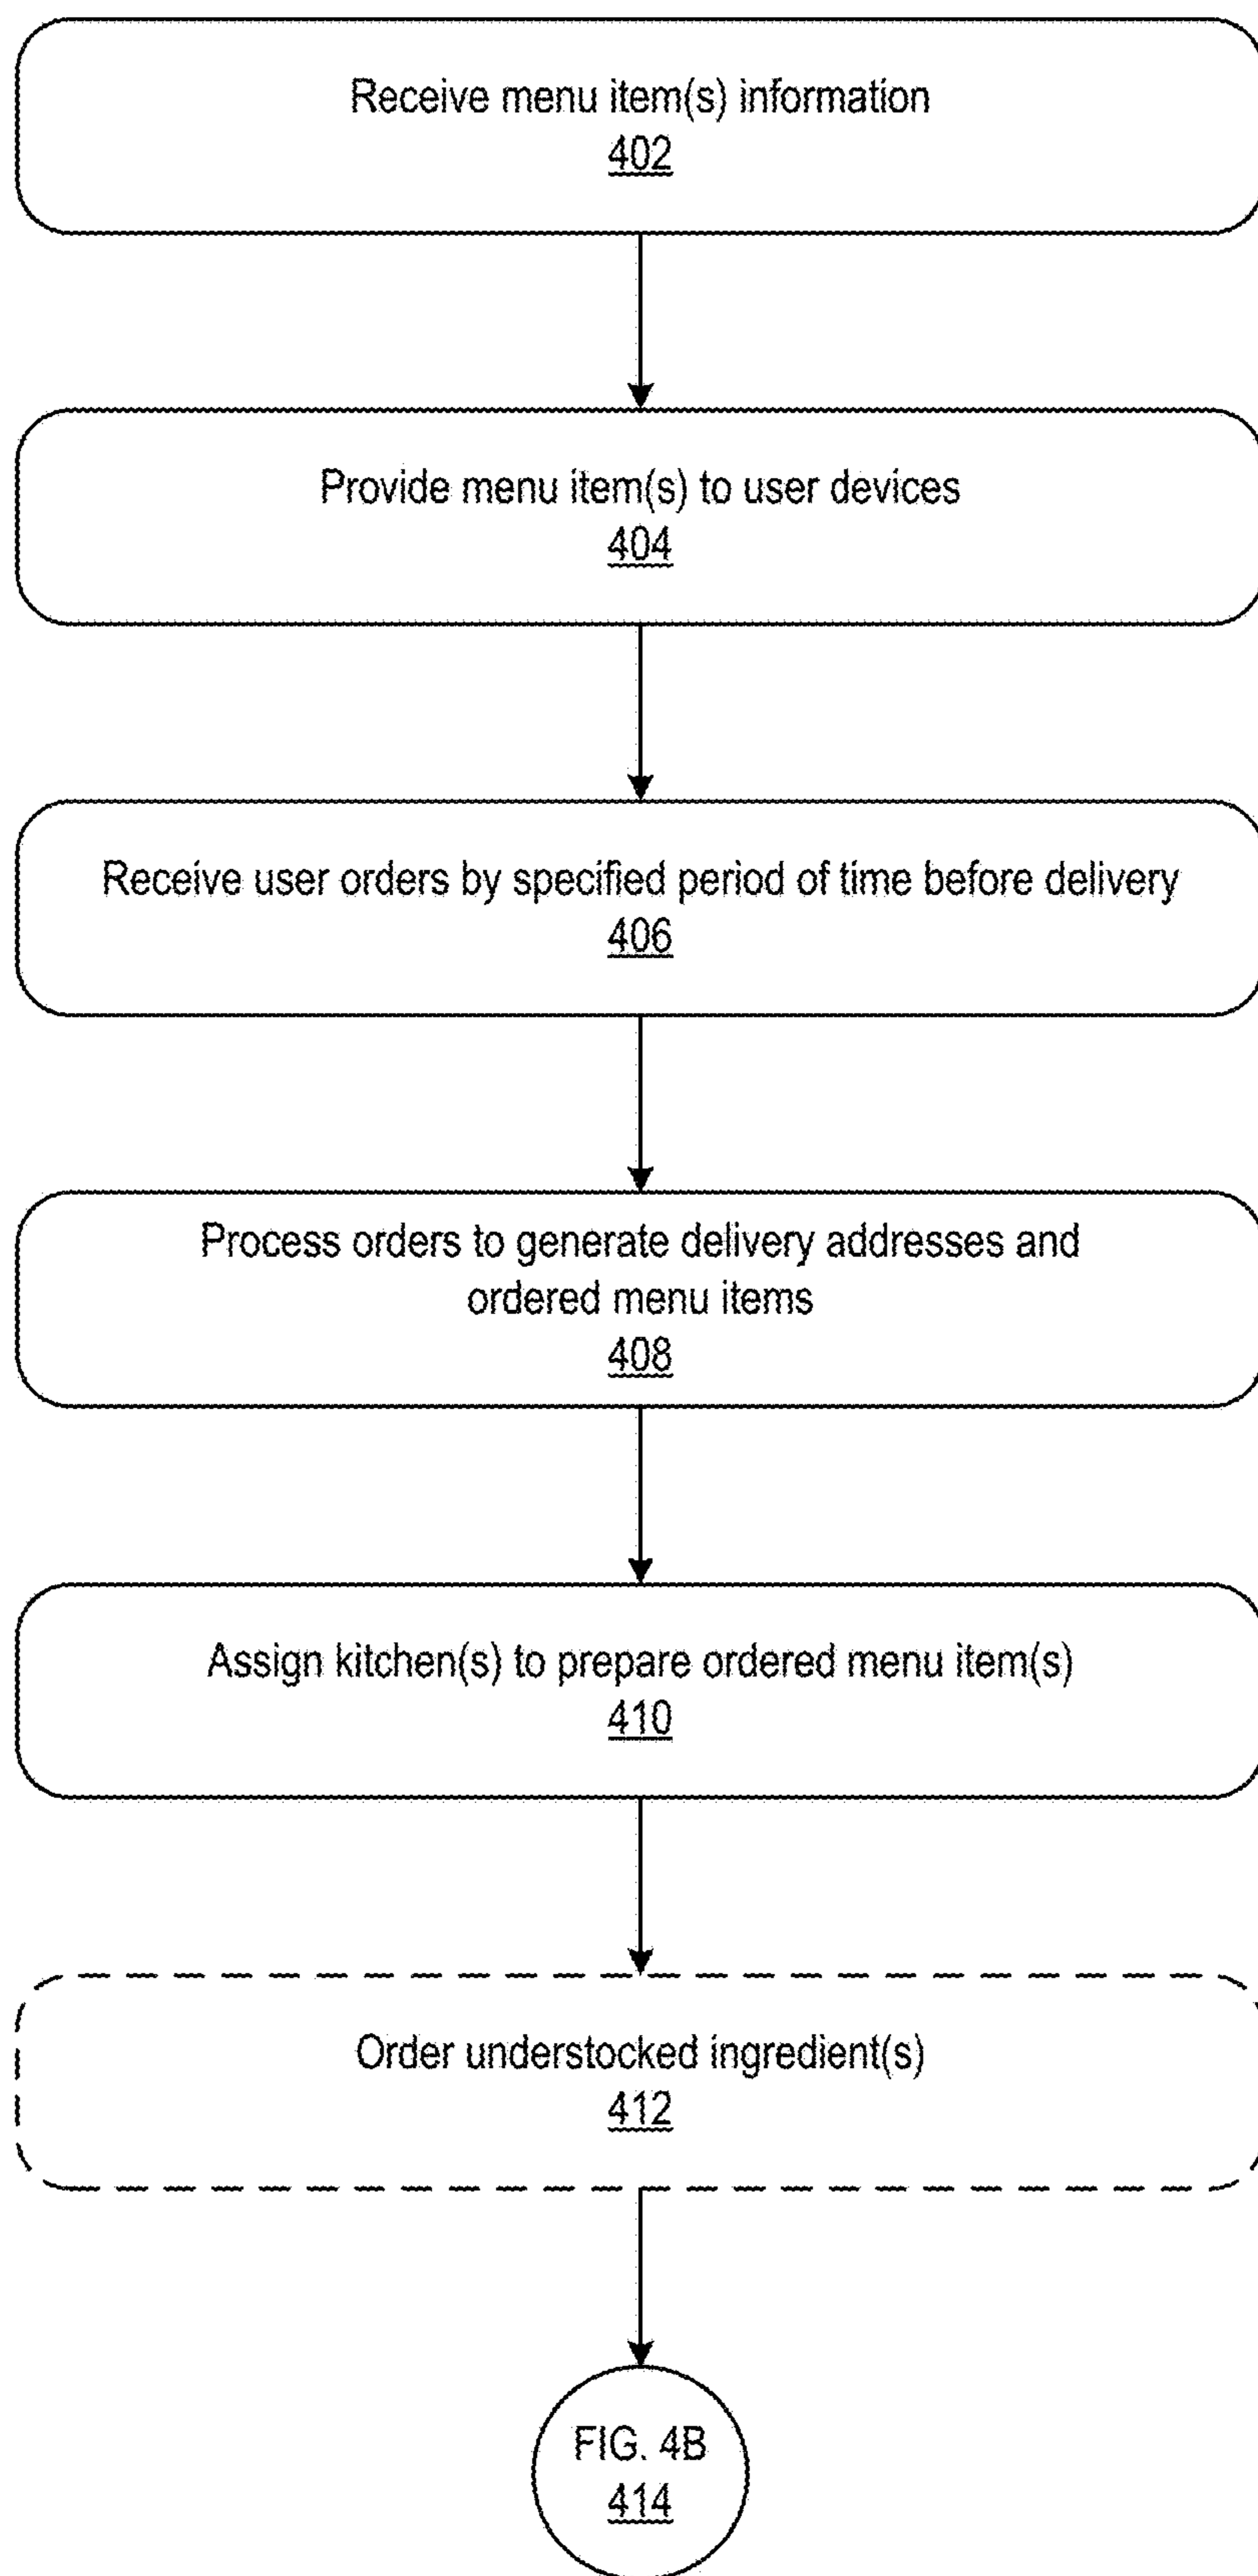 Receive menu item(s) information
402
Provide menu item(s) to user devices
404
Receive user orders by specified period of time before delivery
406
Process orders to generate delivery addresses and
ordered menu items
408
Assign kitchen(s) to prepare ordered menu item(s)
410
Order understocked ingredient(s)
412
FIG. 4B
414